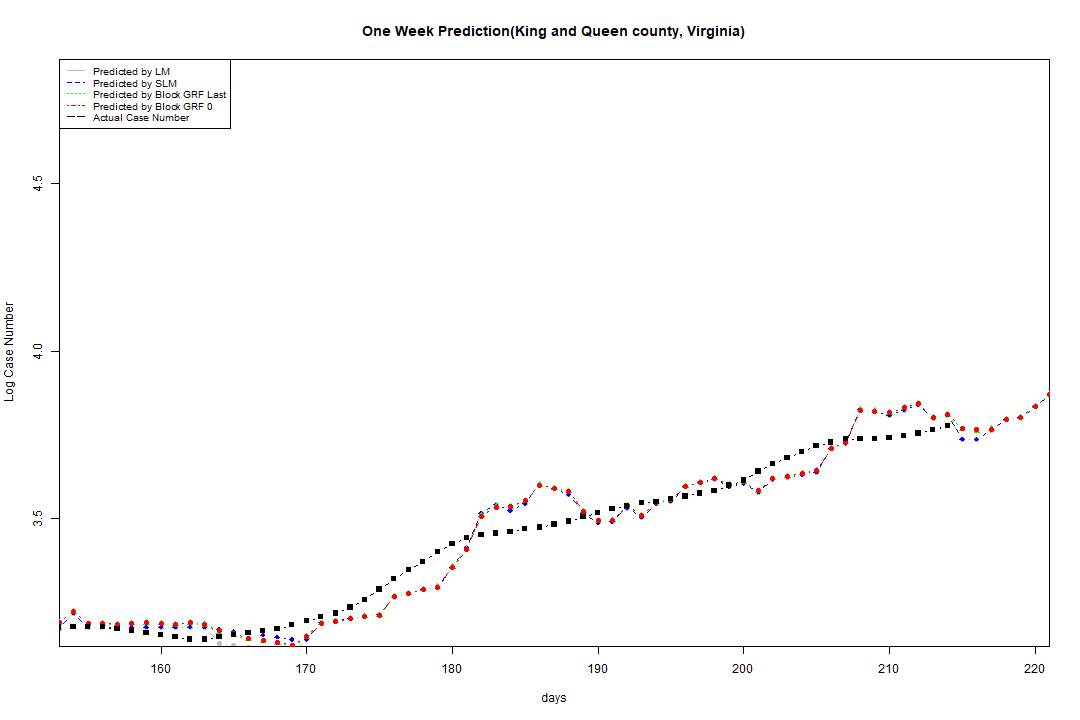 One Week Prediction(King and Queen county, Virginia)
Predicted by LM
Predicted by SLM
Predicted by Block GRF Last
Predicted by Block GRF 0
Actual Case Number
4.5
4.0
3.5
Log Case Number
160 170 180 190 200 210 220
days